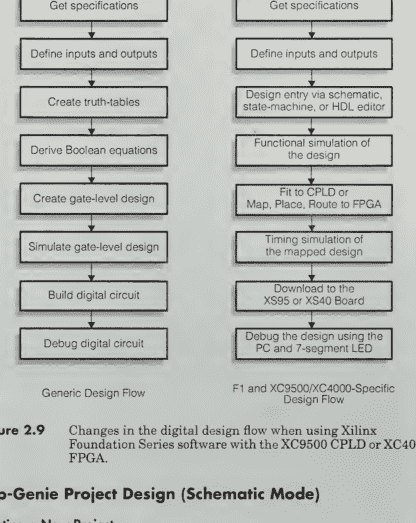 Get specifications
Define inputs and outputs
Create truth-tables
Derive Boolean equations
Create gate-level design
Simulate gate-level design
Build digital circuit
Debug digital circuit
Generic Design Flow
Get specifications
Define inputs and outputs
Design entry via schematic,
state-machine, or HDL editor
Functional simulation of
the design
Fit to CPLD or
Map, Place, Route to FPGA
Timing simulation of
the mapped design
Download to the
XS95 or XS40 Board
Debug the design using the
PC and 7-segment LED
F1 and XC9500/XC4000-Specific
Design Flow
ure 2.9 Changes in the digital design flow when using Xilinx
Foundation Series software with the XC9500 CPLD or XC40
FPGA.
o-Genie Project Design (Schematic Mode)